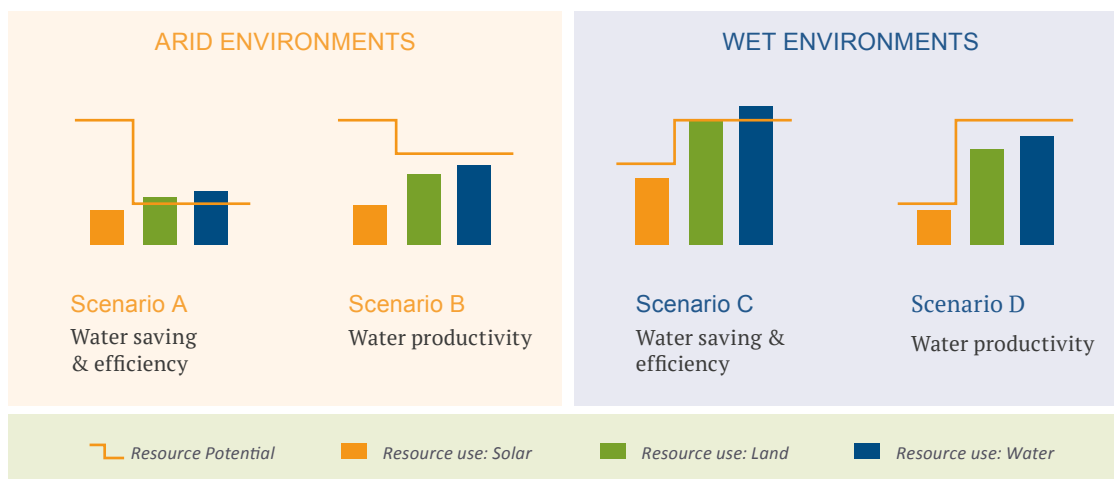 ARID ENVIRONMENTS
Scenario A
Water saving
& efficiency
Scenario B
Water productivity
WET ENVIRONMENTS
Scenario C
Water saving &
efficiency
Scenario D
Water productivity
Resource Potential
Resource use: Solar
Resource use: Land
Resource use: Water